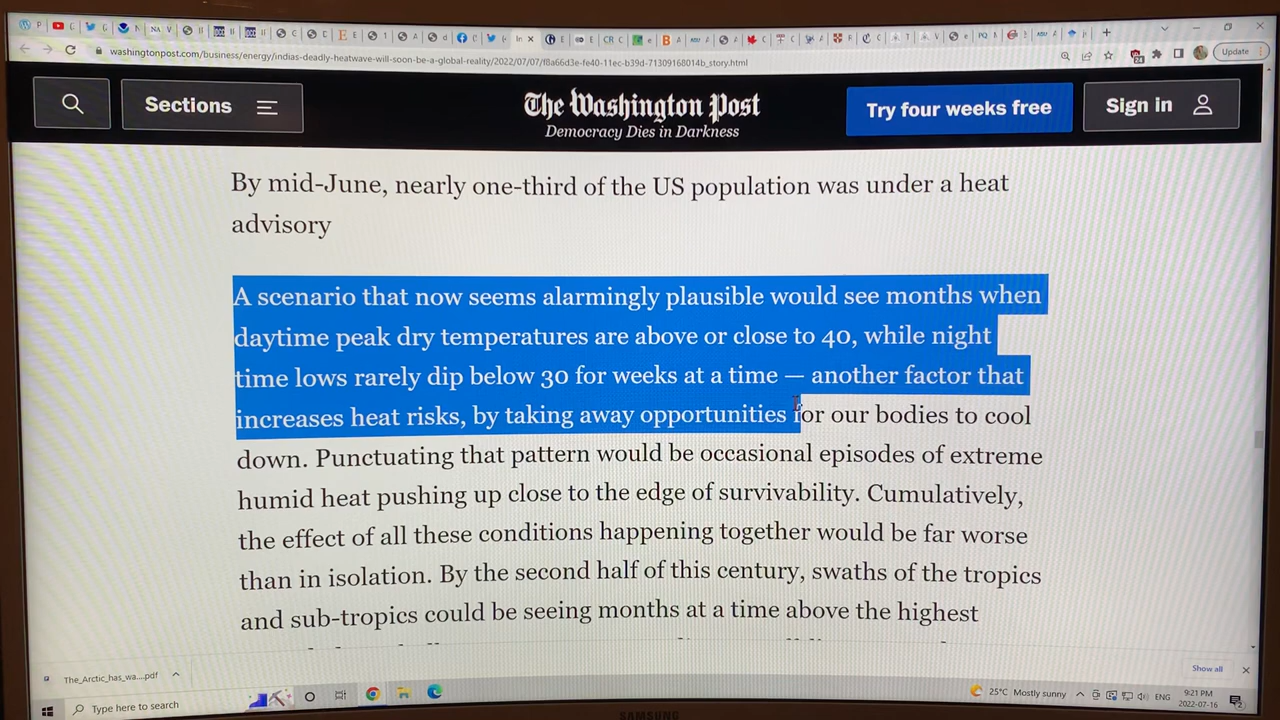 washingtonpost.com/business/energy/indias-deadly-heatwave-will-soon-be-a-global-reality/2022/07/07/f8a66d3e-fe40-11ec-b39d-71309168014b_story.html
Update
Sections
The Washington Post
Democracy Dies in Darkness
Try four weeks free
Sign in
By mid-June, nearly one-third of the US population was under a heat
advisory
A scenario that now seems alarmingly plausible would see months when
daytime peak dry temperatures are above or close to 40, while night
time lows rarely dip below 30 for weeks at a time — another factor that
increases heat risks, by taking away opportunities for our bodies to cool
down. Punctuating that pattern would be occasional episodes of extreme
humid heat pushing up close to the edge of survivability. Cumulatively,
the effect of all these conditions happening together would be far worse
than in isolation. By the second half of this century, swaths of the tropics
and sub-tropics could be seeing months at a time above the highest
The_Arctic_has_wa....pdf
Show all
Type here to search
25°C Mostly sunny
ENG
9:21 PM
2022-07-16
SAMSUNG